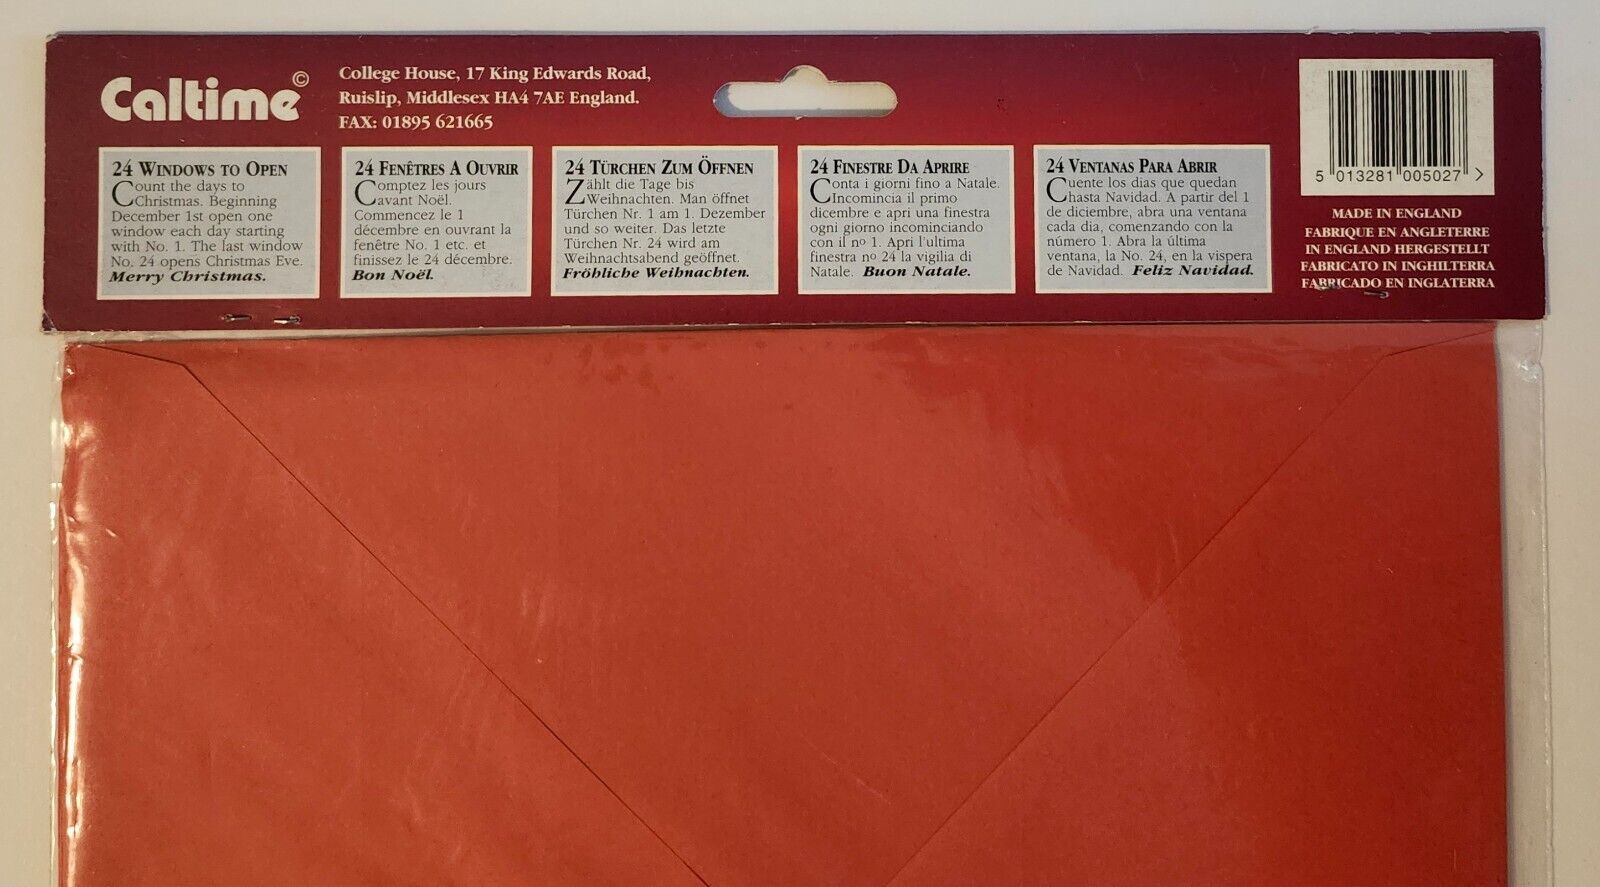 Caltime©
College House, 17 King Edwards Road,
Ruislip, Middlesex HA4 7AE England.
FAX: 01895 621665
24 WINDOWS TO OPEN
Count the days to
Christmas. Beginning
December 1st open one
window each day starting
with No. 1. The last window
No. 24 opens Christmas Eve.
Merry Christmas.
24 FENÊTRES A OUVRIR
Comptez les jours
avant Noël.
Commencez le 1
décembre en ouvrant la
fenêtre No. 1 etc. et
finissez le 24 décembre.
Bon Noël.
24 TÜRCHEN ZUM ÖFFNEN
Zählt die Tage bis
Weihnachten. Man öffnet
Türchen Nr. 1 am 1. Dezember
und so weiter. Das letzte
Türchen Nr. 24 wird am
Weihnachtsabend geöffnet.
Fröhliche Weihnachten.
24 FINESTRE DA APRIRE
Conta i giorni fino a Natale.
Incomincia il primo
dicembre e apri una finestra
ogni giorno incominciando
con il nº 1. Apri l'ultima
finestra nº 24 la vigilia di
Natale. Buon Natale.
24 VENTANAS PARA ABRIR
Cuente los dias que quedan
hasta Navidad. A partir del 1
de diciembre, abra una ventana
cada dia, comenzando con la
número 1. Abra la última
ventana, la No. 24, en la vispera
de Navidad. Feliz Navidad.
5 013281 005027 >
MADE IN ENGLAND
FABRIQUE EN ANGLETERRE
IN ENGLAND HERGESTELLT
FABRICATO IN INGHILTERRA
FABRICADO EN INGLATERRA